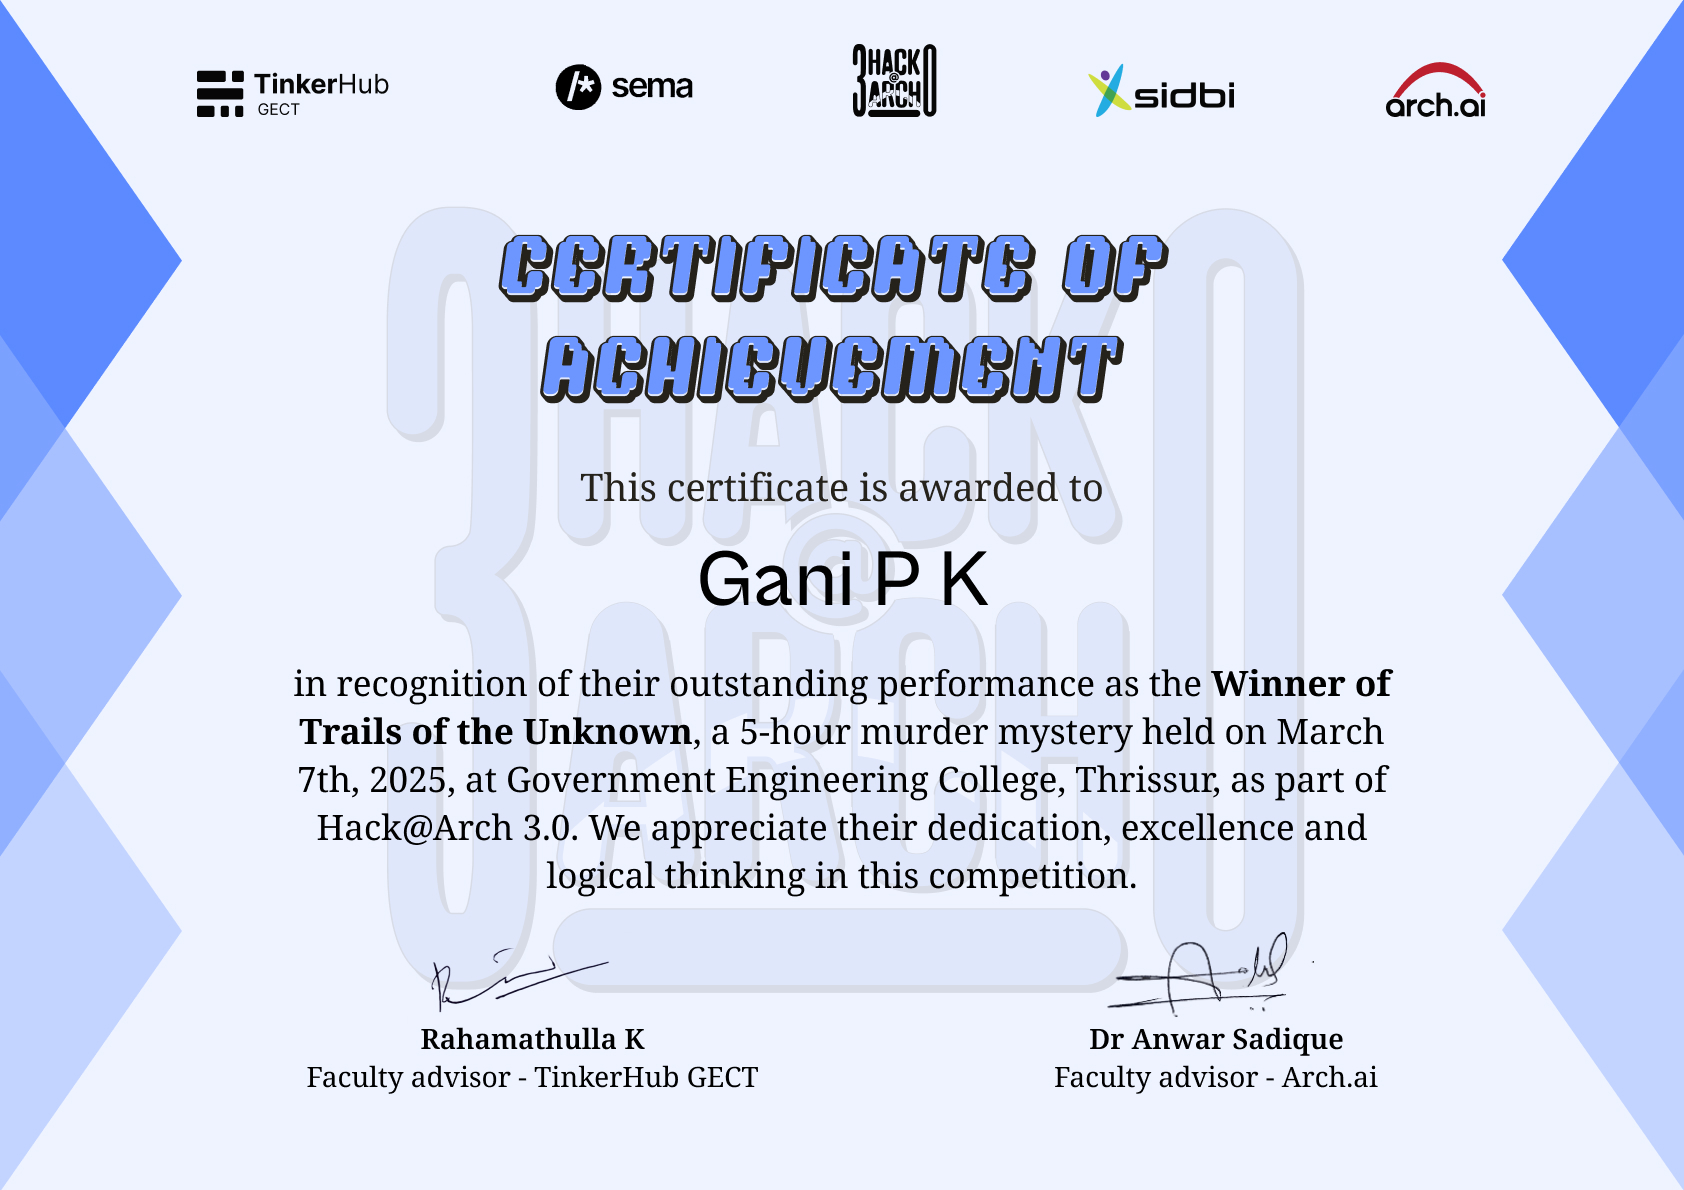 TinkerHub
GECT
/* sema
3 HACK @ ARCH 0
sidbi
arch.ai
CERTIFICATE OF
ACHIEVEMENT
This certificate is awarded to
Gani P K
in recognition of their outstanding performance as the Winner of
Trails of the Unknown, a 5-hour murder mystery held on March
7th, 2025, at Government Engineering College, Thrissur, as part of
Hack@Arch 3.0. We appreciate their dedication, excellence and
logical thinking in this competition.
Rahamathulla K
Faculty advisor - TinkerHub GECT
Dr Anwar Sadique
Faculty advisor - Arch.ai